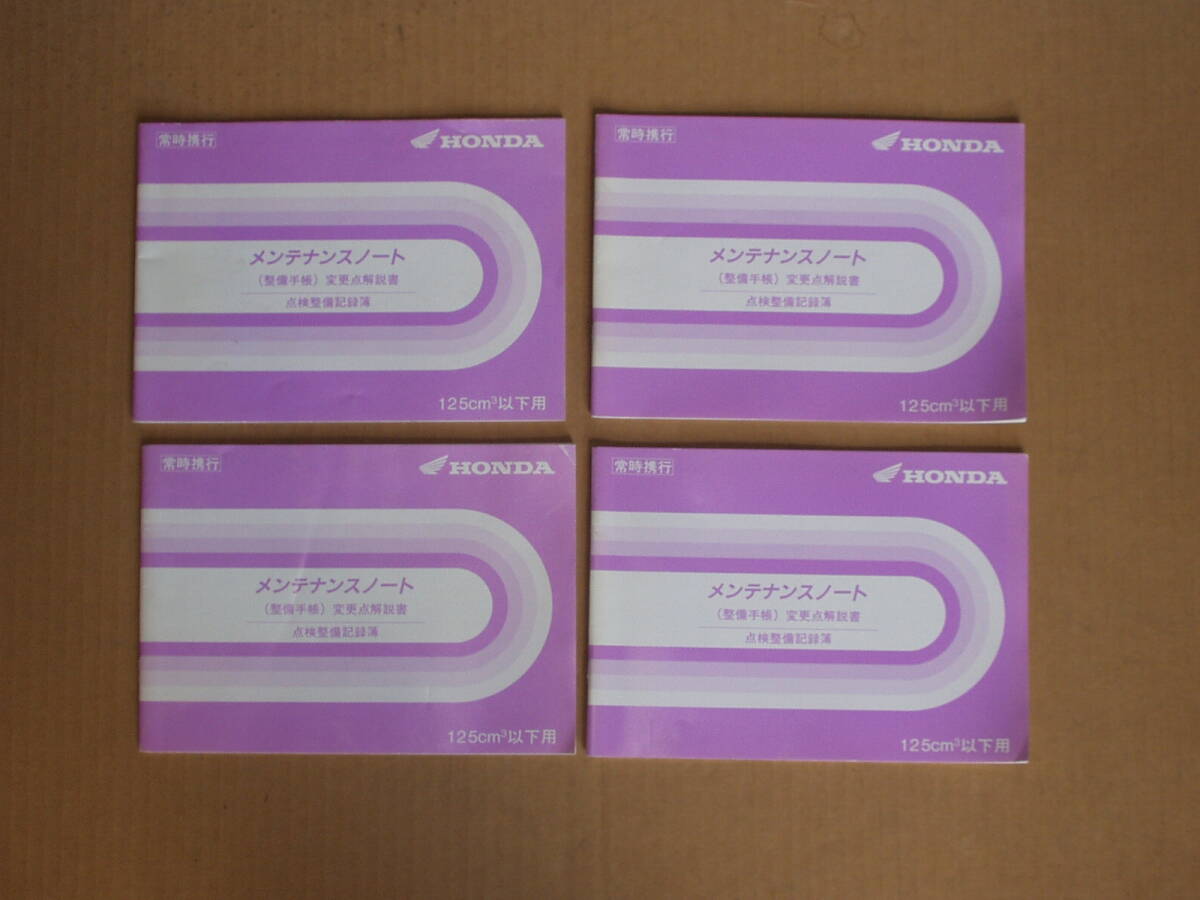 常時携行
HONDA
メンテナンスノート
(整備手帳) 変更点解説書
点検整備記録簿
125cm³以下用
常時携行
HONDA
メンテナンスノート
(整備手帳) 変更点解説書
点検整備記録簿
125cm³以下用
常時携行
HONDA
メンテナンスノート
(整備手帳) 変更点解説書
点検整備記録簿
125cm³以下用
常時携行
HONDA
メンテナンスノート
(整備手帳) 変更点解説書
点検整備記録簿
125cm³以下用